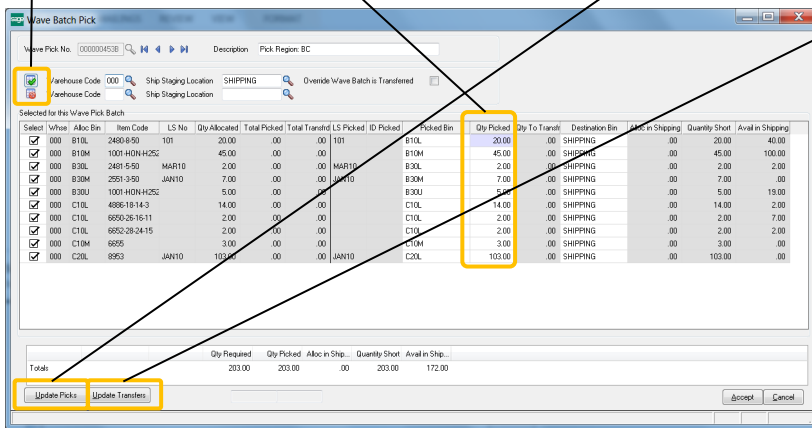 sage Wave Batch Pick
Wave Pick No. 000000453B Description Pick Region: BC
Warehouse Code 000 Ship Staging Location SHIPPING Override Wave Batch is Transferred
Warehouse Code Ship Staging Location
Selected for this Wave Pick Batch
Select Whse Alloc Bin Item Code LS No Qty Allocated Total Picked Total Transfrd LS Picked ID Picked Picked Bin Qty Picked Qty To Transfr Destination Bin Alloc in Shipping Quantity Short Avail in Shipping
000 B10L 2480-8-50 101 20.00 .00 .00 101 B10L 20.00 .00 SHIPPING .00 20.00 40.00
000 B10M 1001-HON-H252 45.00 .00 .00 B10M 45.00 .00 SHIPPING .00 45.00 100.00
000 B30L 2481-5-50 MAR10 2.00 .00 .00 MAR10 B30L 2.00 .00 SHIPPING .00 2.00 2.00
000 B30M 2551-3-50 JAN10 7.00 .00 .00 JAN10 B30M 7.00 .00 SHIPPING .00 7.00 .00
000 B30U 1001-HON-H252 5.00 .00 .00 B30U 5.00 .00 SHIPPING .00 5.00 19.00
000 C10L 4886-18-14-3 14.00 .00 .00 C10L 14.00 .00 SHIPPING .00 14.00 2.00
000 C10L 6650-26-16-11 2.00 .00 .00 C10L 2.00 .00 SHIPPING .00 2.00 7.00
000 C10L 6652-28-24-15 2.00 .00 .00 C10L 2.00 .00 SHIPPING .00 2.00 2.00
000 C10M 6655 3.00 .00 .00 C10M 3.00 .00 SHIPPING .00 3.00 .00
000 C20L 8953 JAN10 103.00 .00 .00 JAN10 C20L 103.00 .00 SHIPPING .00 103.00 .00
Qty Required Qty Picked Alloc in Ship... Quantity Short Avail in Ship...
Totals 203.00 203.00 .00 203.00 172.00
Update Picks Update Transfers Accept Cancel